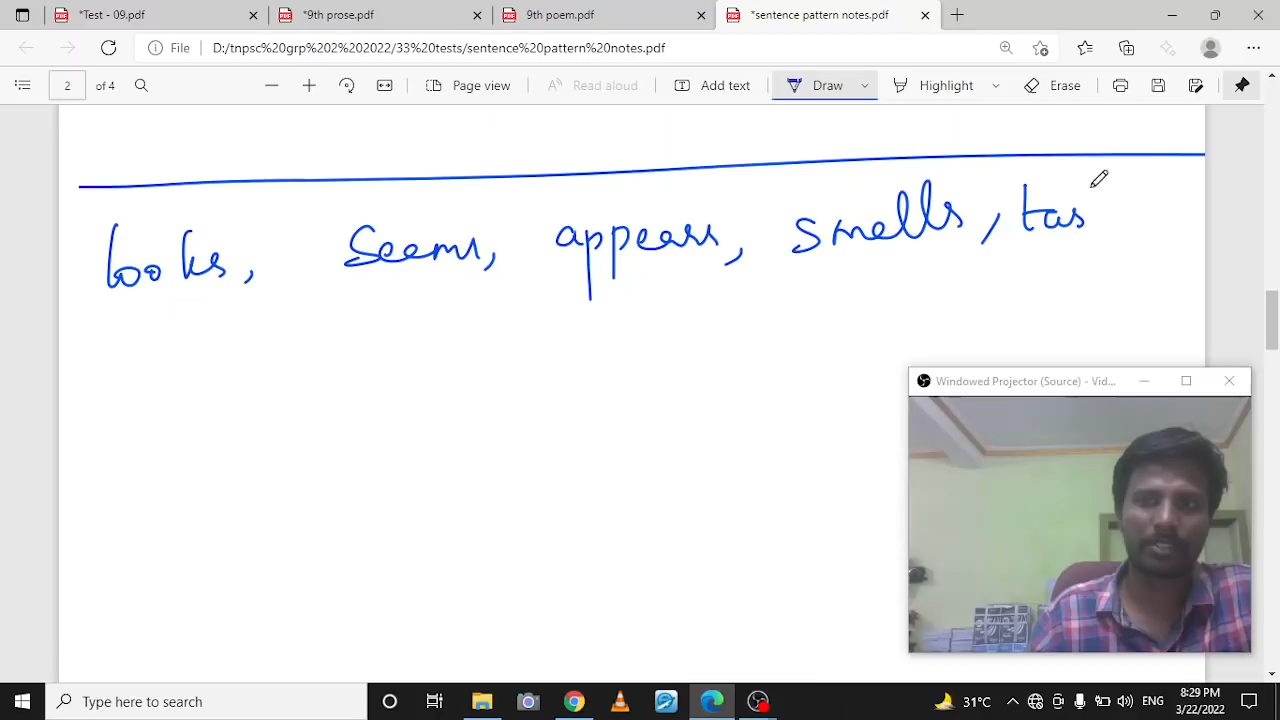 *Test - 09.pdf
*9th prose.pdf
9th poem.pdf
*sentence pattern notes.pdf
File
D:/tnpsc%20grp%202%202022/33%20tests/sentence%20pattern%20notes.pdf
2 of 4
Page view
Read aloud
Add text
Draw
Highlight
Erase
looks, seems, appears, smells, tas
Windowed Projector (Source) - Vid...
Type here to search
31°C
ENG
8:29 PM
3/22/2022